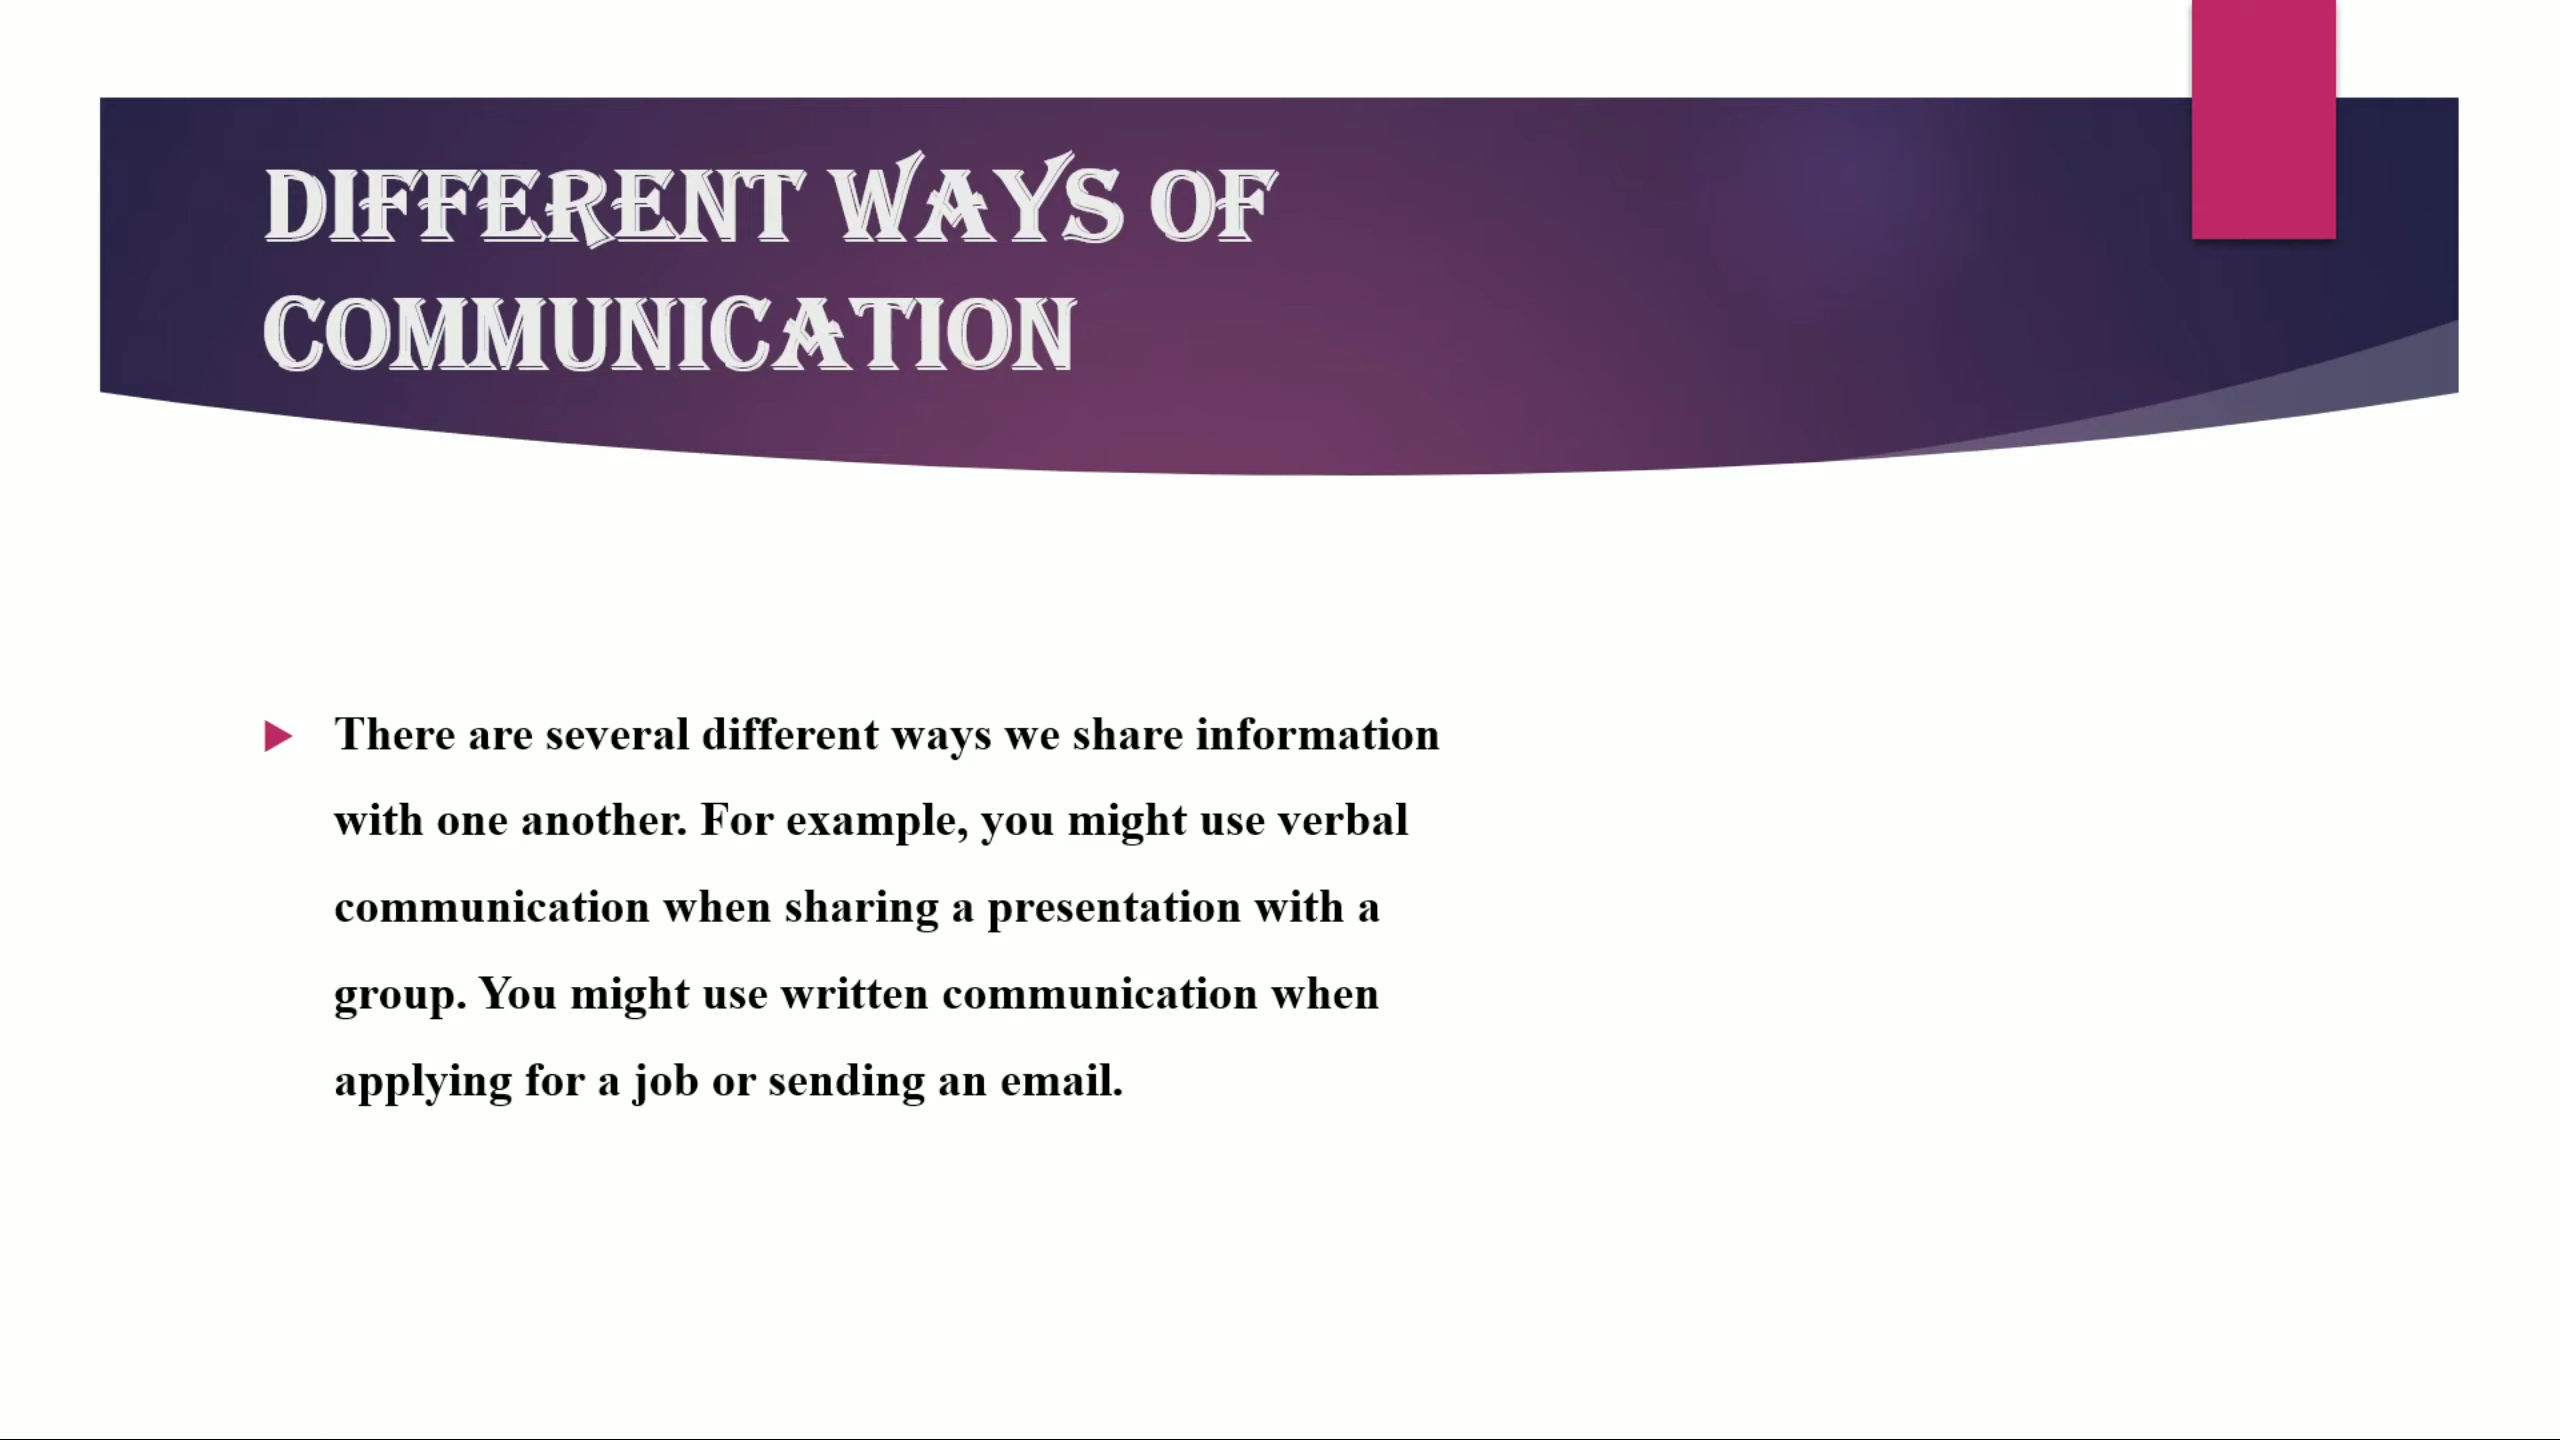 DIFFERENT WAYS OF
COMMUNICATION
There are several different ways we share information
with one another. For example, you might use verbal
communication when sharing a presentation with a
group. You might use written communication when
applying for a job or sending an email.